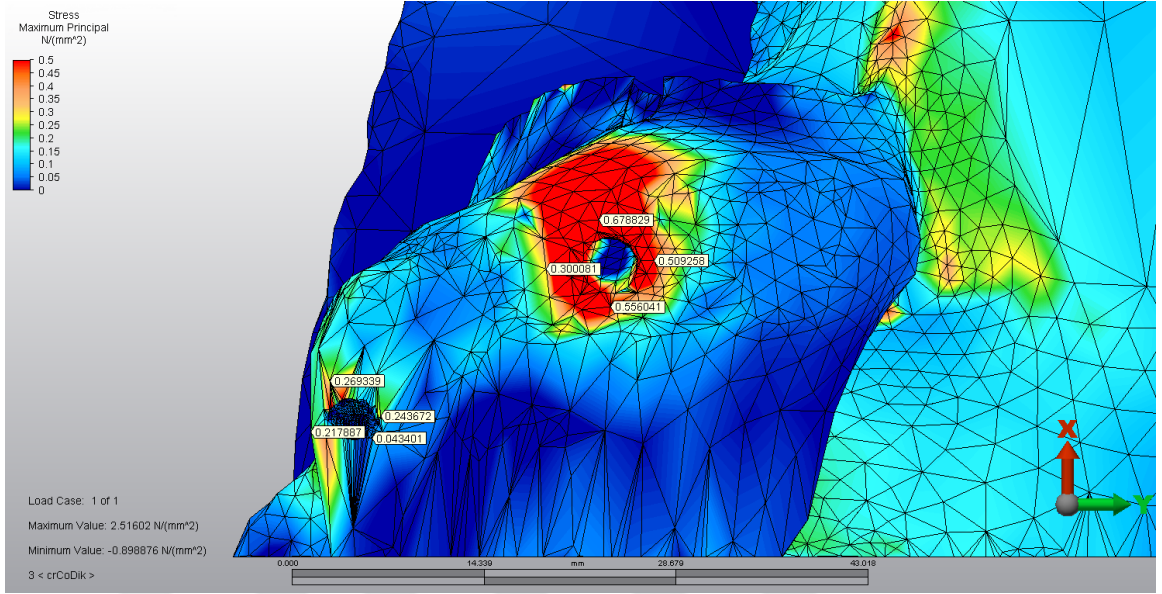 Stress
Maximum Principal
N/(mm^2)
0.5
0.45
0.4
0.35
0.3
0.25
0.2
0.15
0.1
0.05
0
0.678829
0.509258
0.300081
0.556041
0.269339
0.243672
0.217887
0.043401
X
Y
Load Case: 1 of 1
Maximum Value: 2.51602 N/(mm^2)
Minimum Value: -0.898876 N/(mm^2)
3 < crCoDik >
0.000 14.339 mm 28.679 43.018